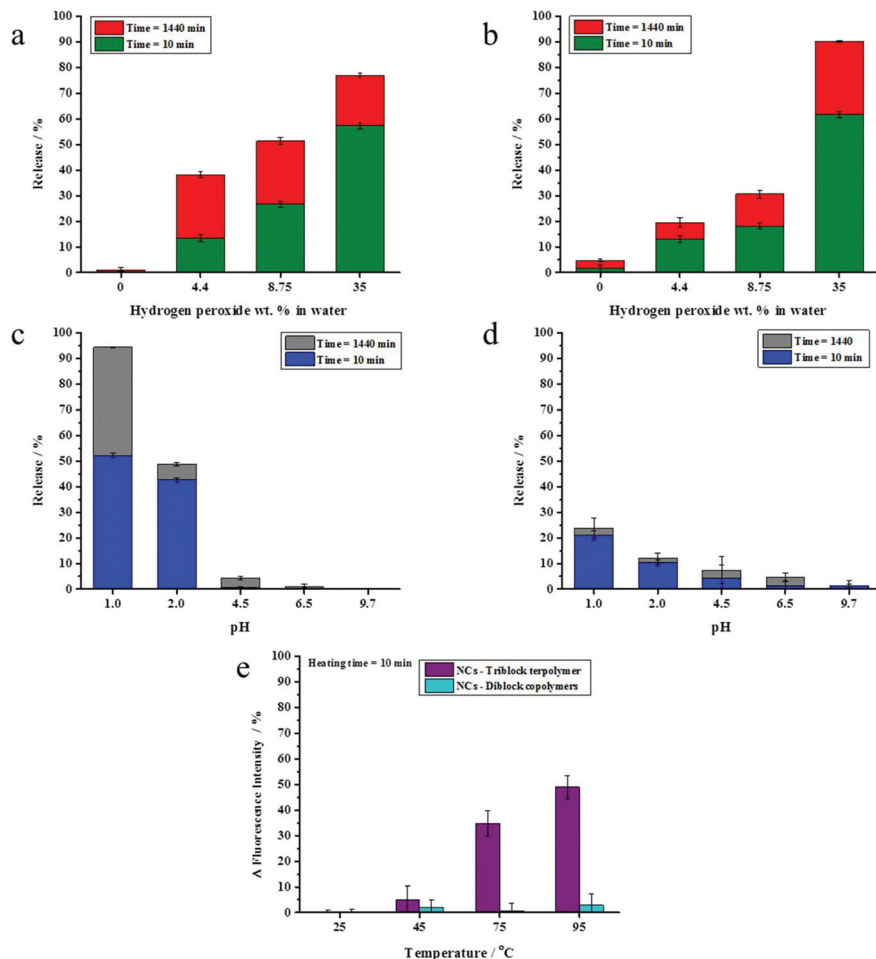 a
Time = 1440 min
Time = 10 min
100
90
80
70
60
50
40
30
20
10
0
Release / %
0 4.4 8.75 35
Hydrogen peroxide wt. % in water
b
Time = 1440 min
Time = 10 min
100
90
80
70
60
50
40
30
20
10
0
Release / %
0 4.4 8.75 35
Hydrogen peroxide wt. % in water
c
Time = 1440 min
Time = 10 min
100
90
80
70
60
50
40
30
20
10
0
Release / %
1.0 2.0 4.5 6.5 9.7
pH
d
Time = 1440
Time = 10 min
100
90
80
70
60
50
40
30
20
10
0
Release / %
1.0 2.0 4.5 6.5 9.7
pH
e
Heating time = 10 min
NCs - Triblock terpolymer
NCs - Diblock copolymers
100
90
80
70
60
50
40
30
20
10
0
Δ Fluorescence Intensity / %
25 45 75 95
Temperature / °C